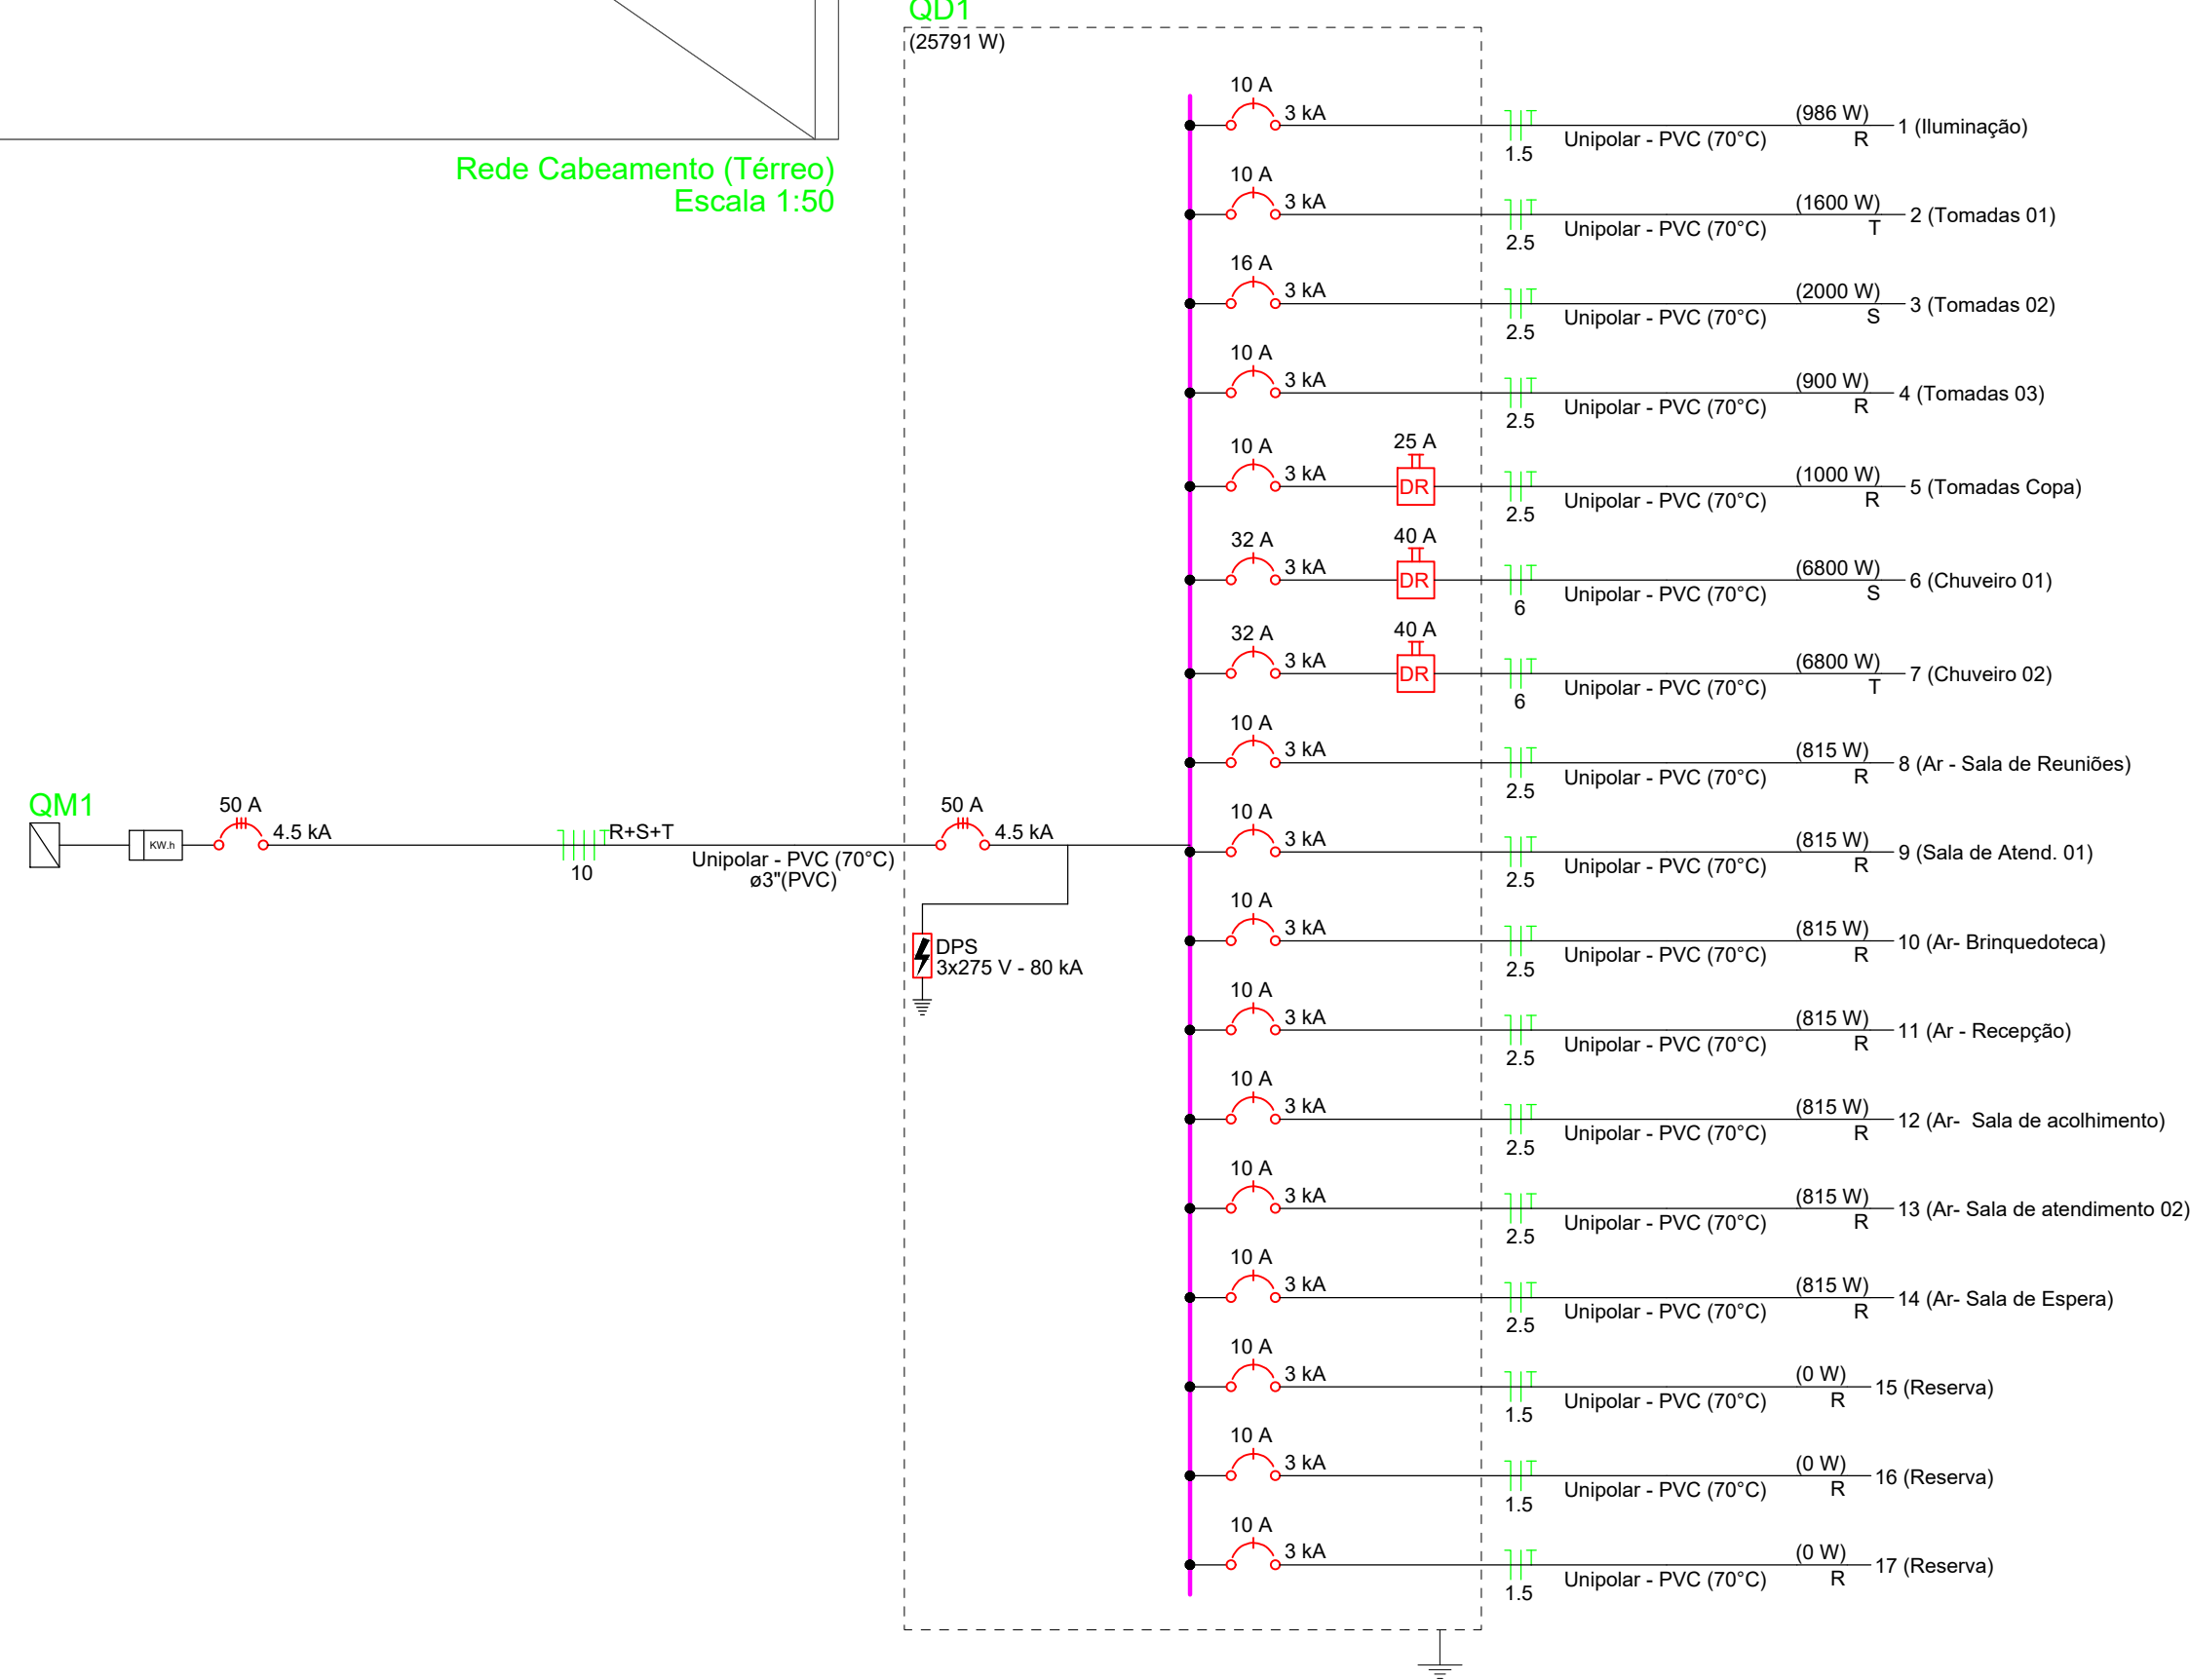 QD1
(25791 W)
Rede Cabeamento (Térreo)
Escala 1:50
10 A
3 kA
1.5
Unipolar - PVC (70°C)
(986 W)
R
1 (Iluminação)
10 A
3 kA
2.5
Unipolar - PVC (70°C)
(1600 W)
T
2 (Tomadas 01)
16 A
3 kA
2.5
Unipolar - PVC (70°C)
(2000 W)
S
3 (Tomadas 02)
10 A
3 kA
2.5
Unipolar - PVC (70°C)
(900 W)
R
4 (Tomadas 03)
10 A
3 kA
25 A
DR
2.5
Unipolar - PVC (70°C)
(1000 W)
R
5 (Tomadas Copa)
32 A
3 kA
40 A
DR
6
Unipolar - PVC (70°C)
(6800 W)
S
6 (Chuveiro 01)
32 A
3 kA
40 A
DR
6
Unipolar - PVC (70°C)
(6800 W)
T
7 (Chuveiro 02)
10 A
3 kA
2.5
Unipolar - PVC (70°C)
(815 W)
R
8 (Ar - Sala de Reuniões)
QM1
KW.h
50 A
4.5 kA
R+S+T
10
Unipolar - PVC (70°C)
ø3"(PVC)
50 A
4.5 kA
DPS
3x275 V - 80 kA
10 A
3 kA
2.5
Unipolar - PVC (70°C)
(815 W)
R
9 (Sala de Atend. 01)
10 A
3 kA
2.5
Unipolar - PVC (70°C)
(815 W)
R
10 (Ar- Brinquedoteca)
10 A
3 kA
2.5
Unipolar - PVC (70°C)
(815 W)
R
11 (Ar - Recepção)
10 A
3 kA
2.5
Unipolar - PVC (70°C)
(815 W)
R
12 (Ar-  Sala de acolhimento)
10 A
3 kA
2.5
Unipolar - PVC (70°C)
(815 W)
R
13 (Ar- Sala de atendimento 02)
10 A
3 kA
2.5
Unipolar - PVC (70°C)
(815 W)
R
14 (Ar- Sala de Espera)
10 A
3 kA
1.5
Unipolar - PVC (70°C)
(0 W)
R
15 (Reserva)
10 A
3 kA
1.5
Unipolar - PVC (70°C)
(0 W)
R
16 (Reserva)
10 A
3 kA
1.5
Unipolar - PVC (70°C)
(0 W)
R
17 (Reserva)